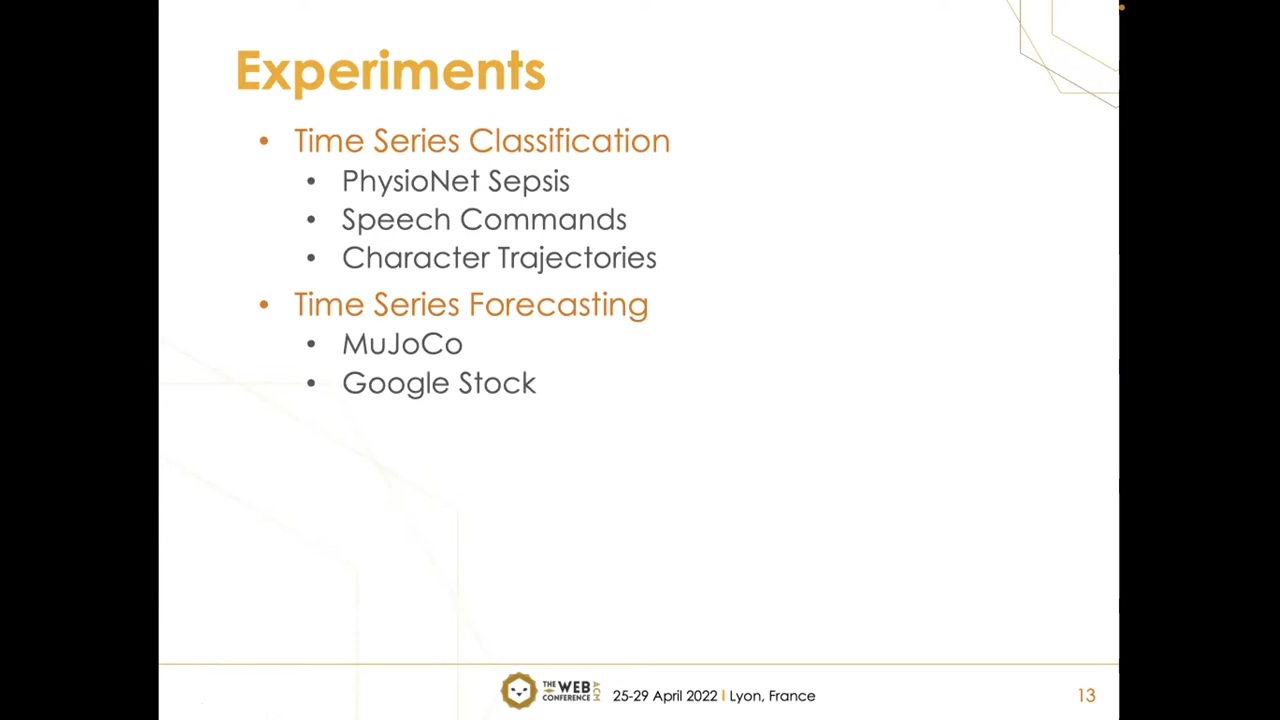 Experiments
• Time Series Classification
• PhysioNet Sepsis
• Speech Commands
• Character Trajectories
• Time Series Forecasting
• MuJoCo
• Google Stock
THE WEB CONFERENCE ACM 25-29 April 2022 | Lyon, France 13